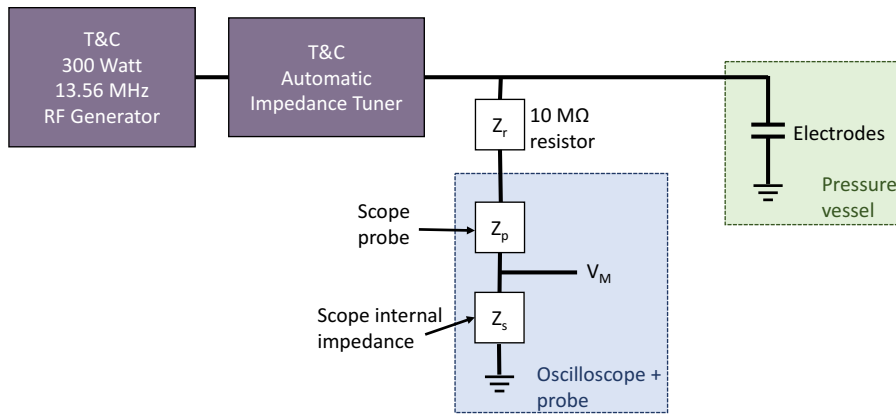 T&C
300 Watt
13.56 MHz
RF Generator
T&C
Automatic
Impedance Tuner
Zr
10 MΩ
resistor
Electrodes
Pressure
vessel
Scope
probe
Zp
VM
Scope internal
impedance
Zs
Oscilloscope +
probe